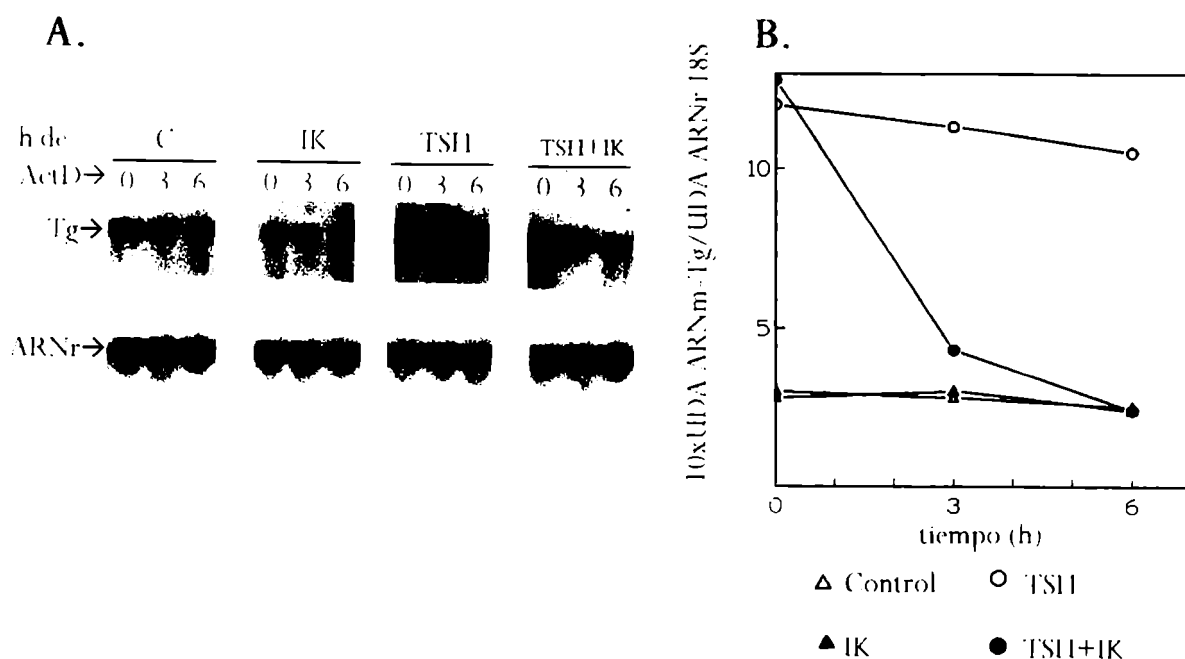 A.
h de
ActD→
C
IK
TSH
TSH+IK
0 3 6
0 3 6
0 3 6
0 3 6
Tg→
ARNr→
B.
10xUDA ARNm-Tg/UDA ARNr 18S
10
5
0
3
6
tiempo (h)
Control
TSH
IK
TSH+IK